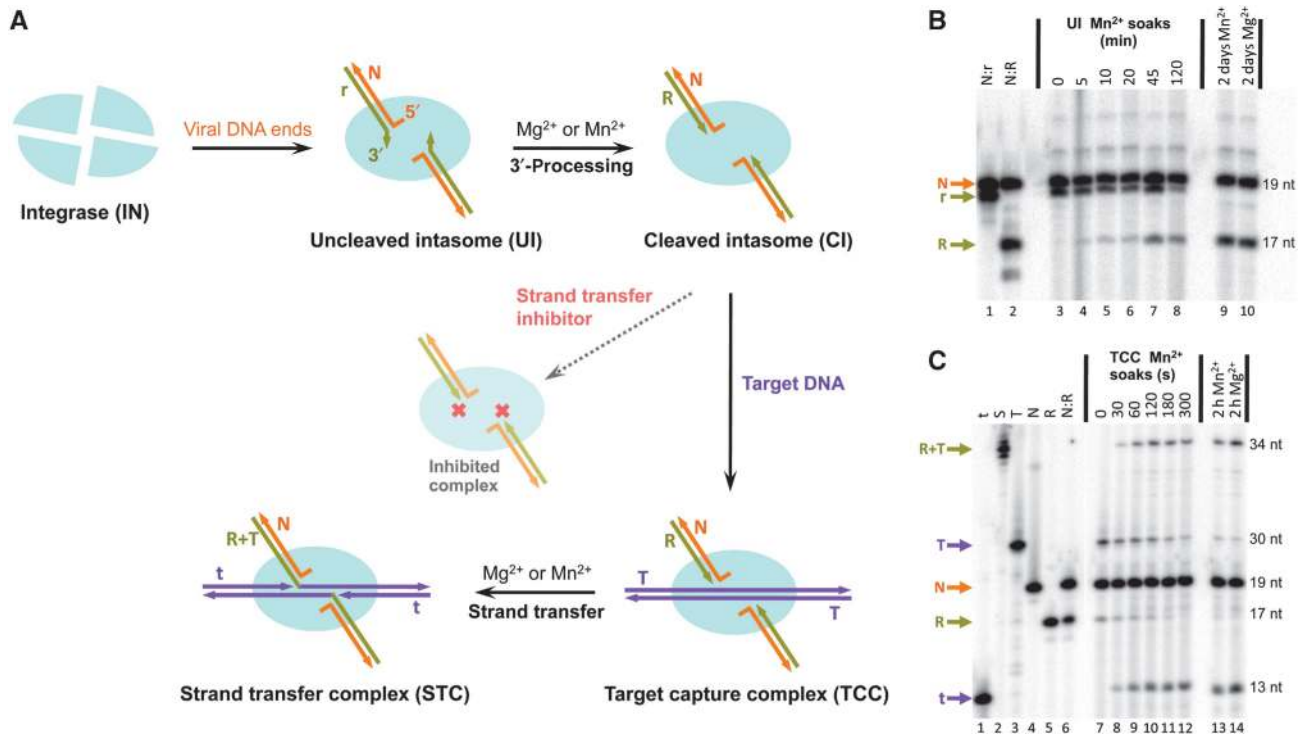 A
Integrase (IN)
Viral DNA ends
N
r
5′
3′
Uncleaved intasome (UI)
Mg2+ or Mn2+
3′-Processing
N
R
Cleaved intasome (CI)
Strand transfer
inhibitor
Inhibited
complex
Target DNA
N
R
T
T
Target capture complex (TCC)
Mg2+ or Mn2+
Strand transfer
N
R+T
t
t
Strand transfer complex (STC)
B
UI Mn2+ soaks
(min)
N:r N:R 0 5 10 20 45 120 2 days Mn2+ 2 days Mg2+
N
r
R
19 nt
17 nt
1 2 3 4 5 6 7 8 9 10
C
TCC Mn2+
soaks (s)
t S T N R N:R 0 30 60 120 180 300 2 h Mn2+ 2 h Mg2+
R+T
T
N
R
t
34 nt
30 nt
19 nt
17 nt
13 nt
1 2 3 4 5 6 7 8 9 10 11 12 13 14